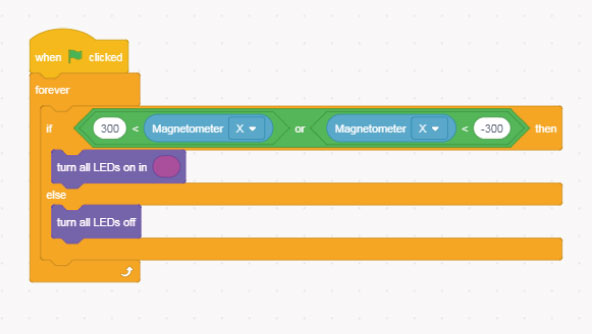 when clicked
forever
if 300 < Magnetometer X or Magnetometer X < -300 then
turn all LEDs on in
else
turn all LEDs off